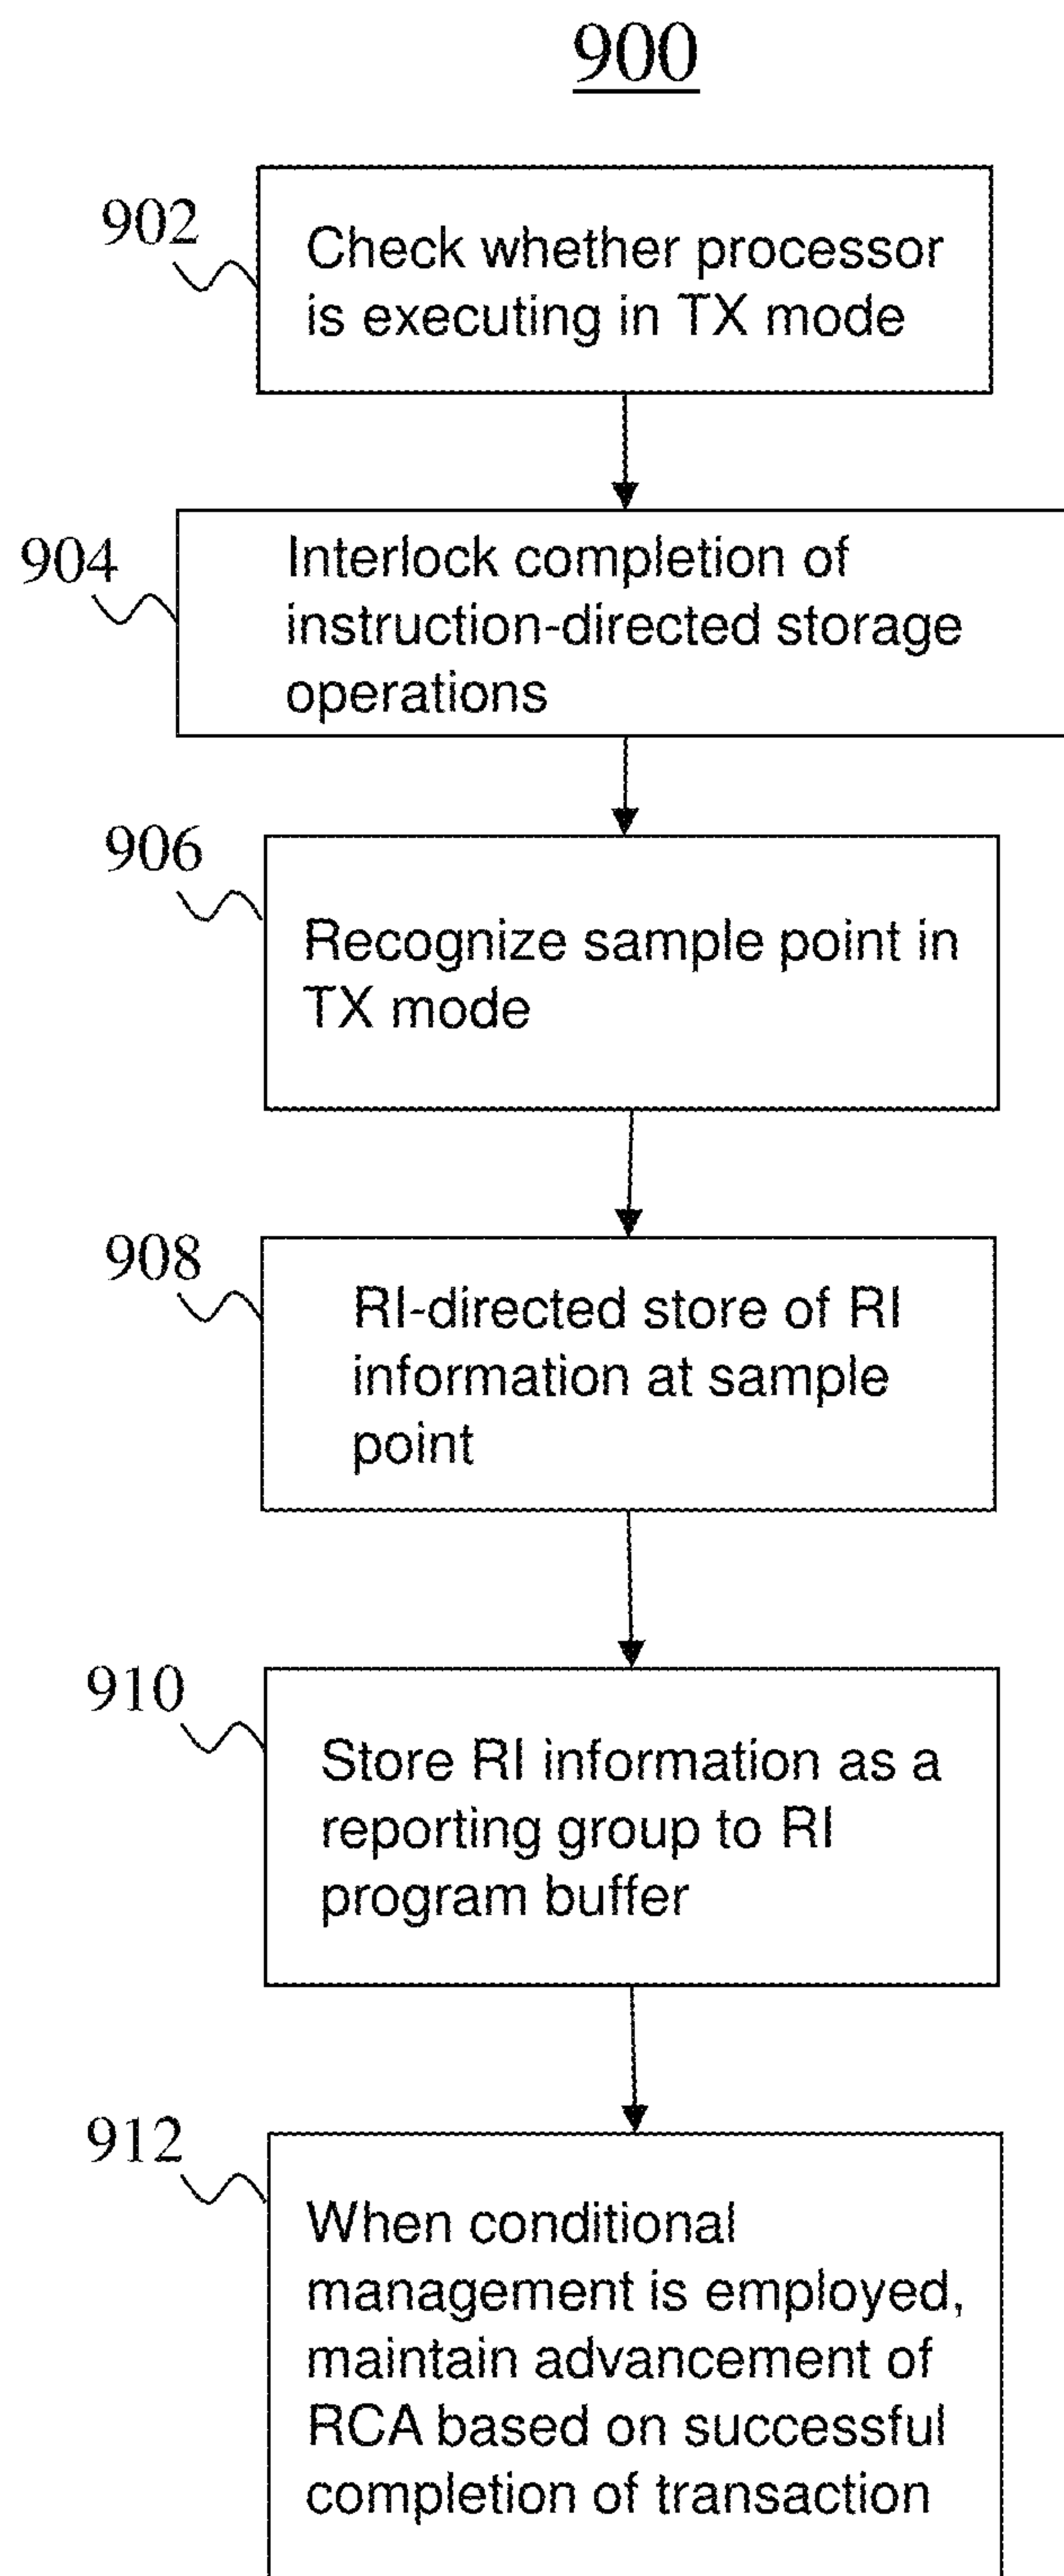 900
902
Check whether processor
is executing in TX mode
904
Interlock completion of
instruction-directed storage
operations
906
Recognize sample point in
TX mode
908
RI-directed store of RI
information at sample
point
910
Store RI information as a
reporting group to RI
program buffer
912
When conditional
management is employed,
maintain advancement of
RCA based on successful
completion of transaction